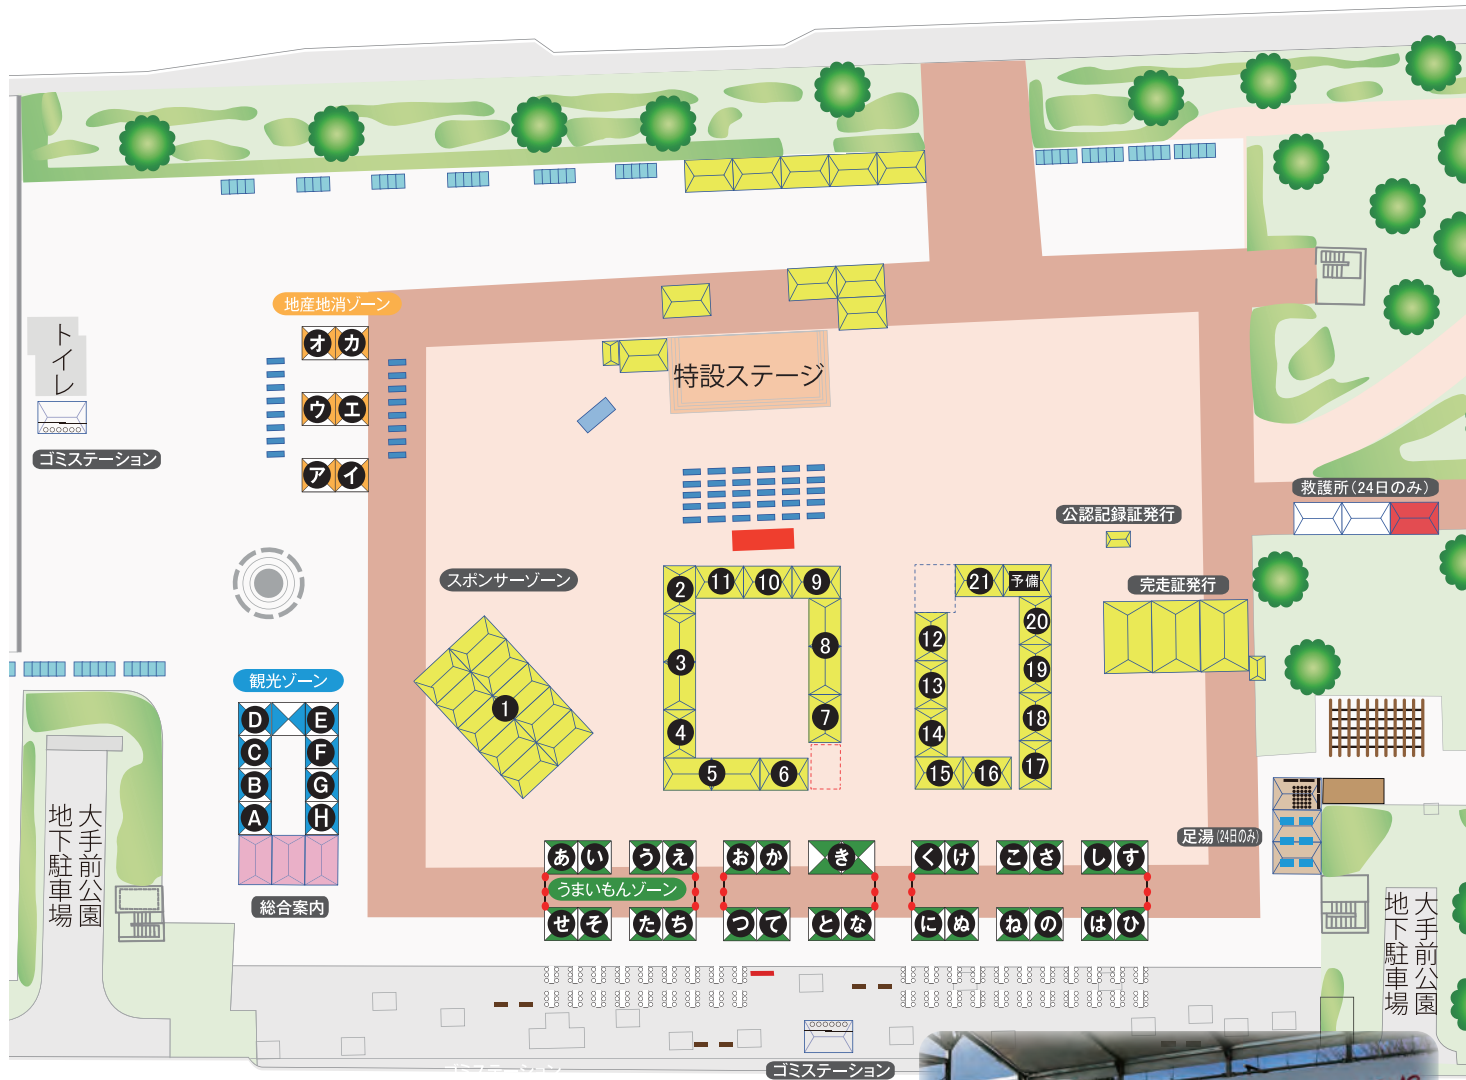 地産地消ゾーン
オ カ
ウ エ
ア イ
トイレ
ゴミステーション
特設ステージ
救護所(24日のみ)
公認記録証発行
完走証発行
スポンサーゾーン
1
2 11 10 9
3 8
4 7
5 6
21 予備
12 20
13 19
14 18
15 16 17
観光ゾーン
D E
C F
B G
A H
総合案内
大手前公園
地下駐車場
足湯(24日のみ)
あ い う え お か き く け こ さ し す
うまいもんゾーン
せ そ た ち つ て と な に ぬ ね の は ひ
大手前公園
地下駐車場
ゴミステーション
ゴミステーション